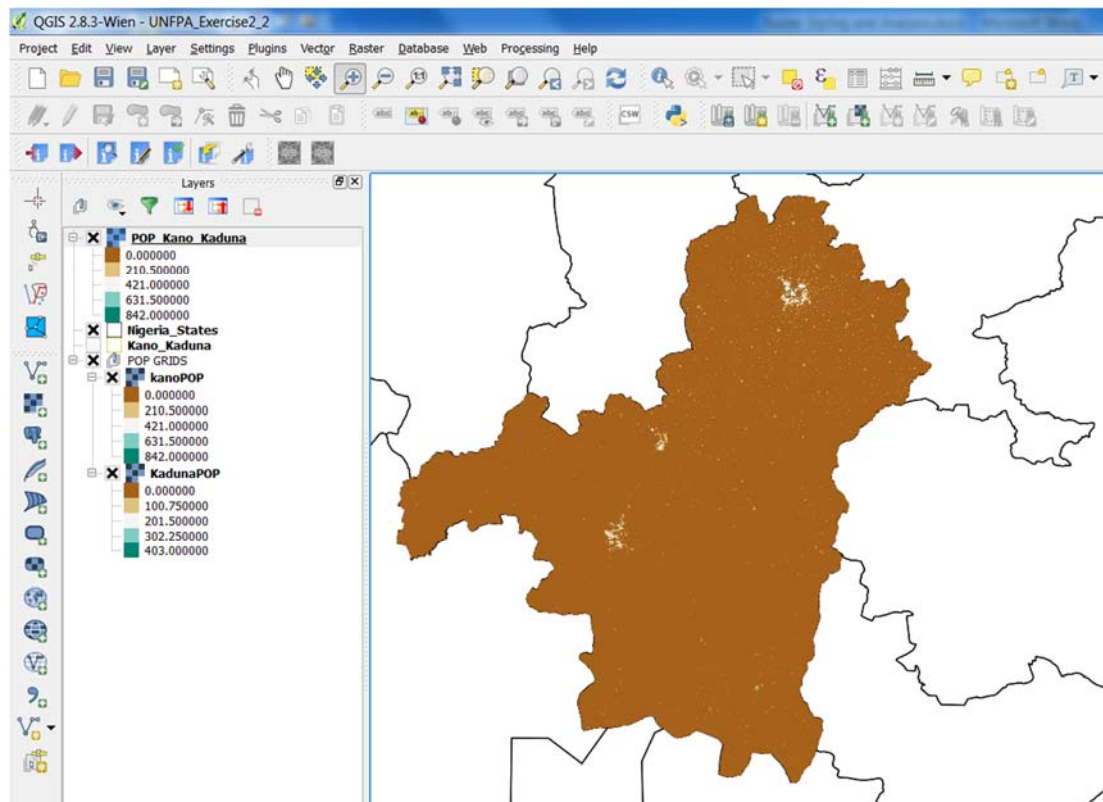 QGIS 2.8.3-Wien - UNFPA_Exercise2_2
Project Edit View Layer Settings Plugins Vector Raster Database Web Processing Help
CSW
Layers
POP_Kano_Kaduna
0.000000
210.500000
421.000000
631.500000
842.000000
Nigeria_States
Kano_Kaduna
POP GRIDS
kanoPOP
0.000000
210.500000
421.000000
631.500000
842.000000
KadunaPOP
0.000000
100.750000
201.500000
302.250000
403.000000